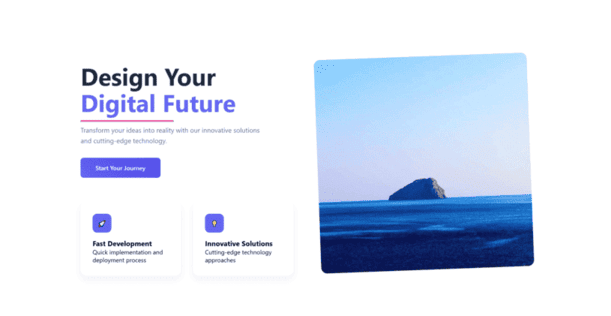 Design Your
Digital Future
Transform your ideas into reality with our innovative solutions
and cutting-edge technology
Start Your Journey
Fast Development
Quick implementation and
deployment process
Innovative Solutions
Cutting-edge technology
approaches